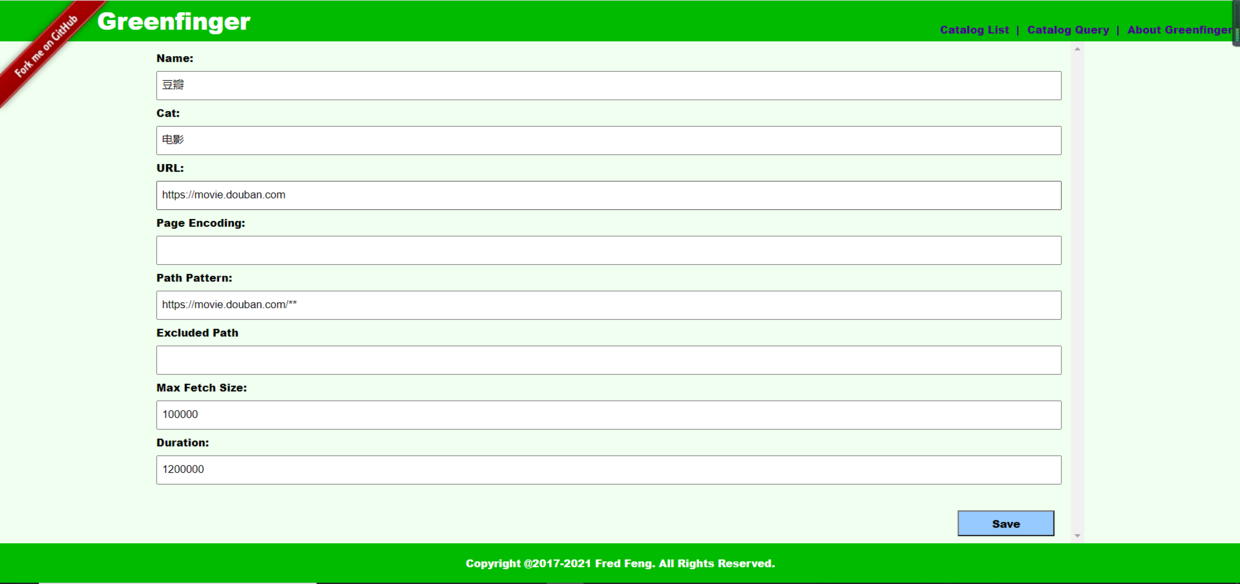 Fork me on GitHub
Greenfinger
Catalog List | Catalog Query | About Greenfinger
Name:
豆瓣
Cat:
电影
URL:
https://movie.douban.com
Page Encoding:
Path Pattern:
https://movie.douban.com/**
Excluded Path
Max Fetch Size:
100000
Duration:
1200000
Save
Copyright @2017-2021 Fred Feng. All Rights Reserved.